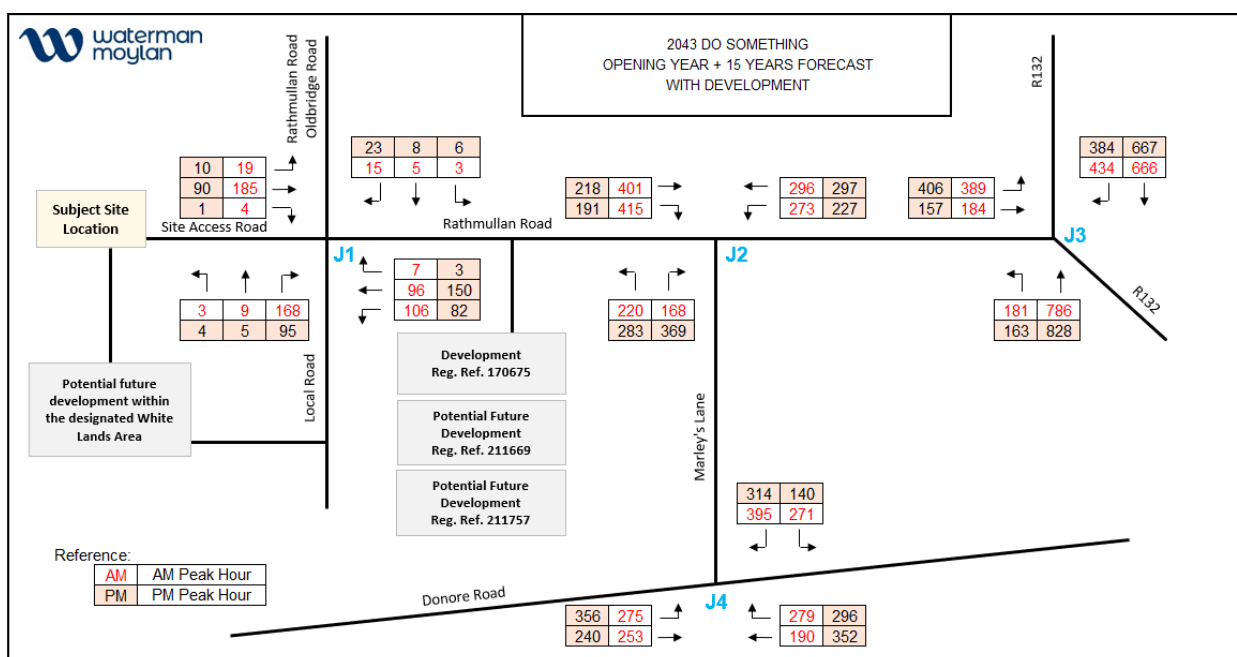 waterman
moylan
2043 DO SOMETHING
OPENING YEAR + 15 YEARS FORECAST
WITH DEVELOPMENT
Rathmullan Road
Oldbridge Road
R132
23 8 6
15 5 3
384 667
434 666
10 19
90 185
1 4
218 401
191 415
296 297
273 227
406 389
157 184
Subject Site
Location
Site Access Road
Rathmullan Road
J1
J2
J3
R132
3 9 168
4 5 95
7 3
96 150
106 82
220 168
283 369
181 786
163 828
Development
Reg. Ref. 170675
Potential future
development within
the designated White
Lands Area
Local Road
Potential Future
Development
Reg. Ref. 211669
Marley's Lane
Potential Future
Development
Reg. Ref. 211757
314 140
395 271
Reference:
AM AM Peak Hour
PM PM Peak Hour
Donore Road
J4
356 275
240 253
279 296
190 352